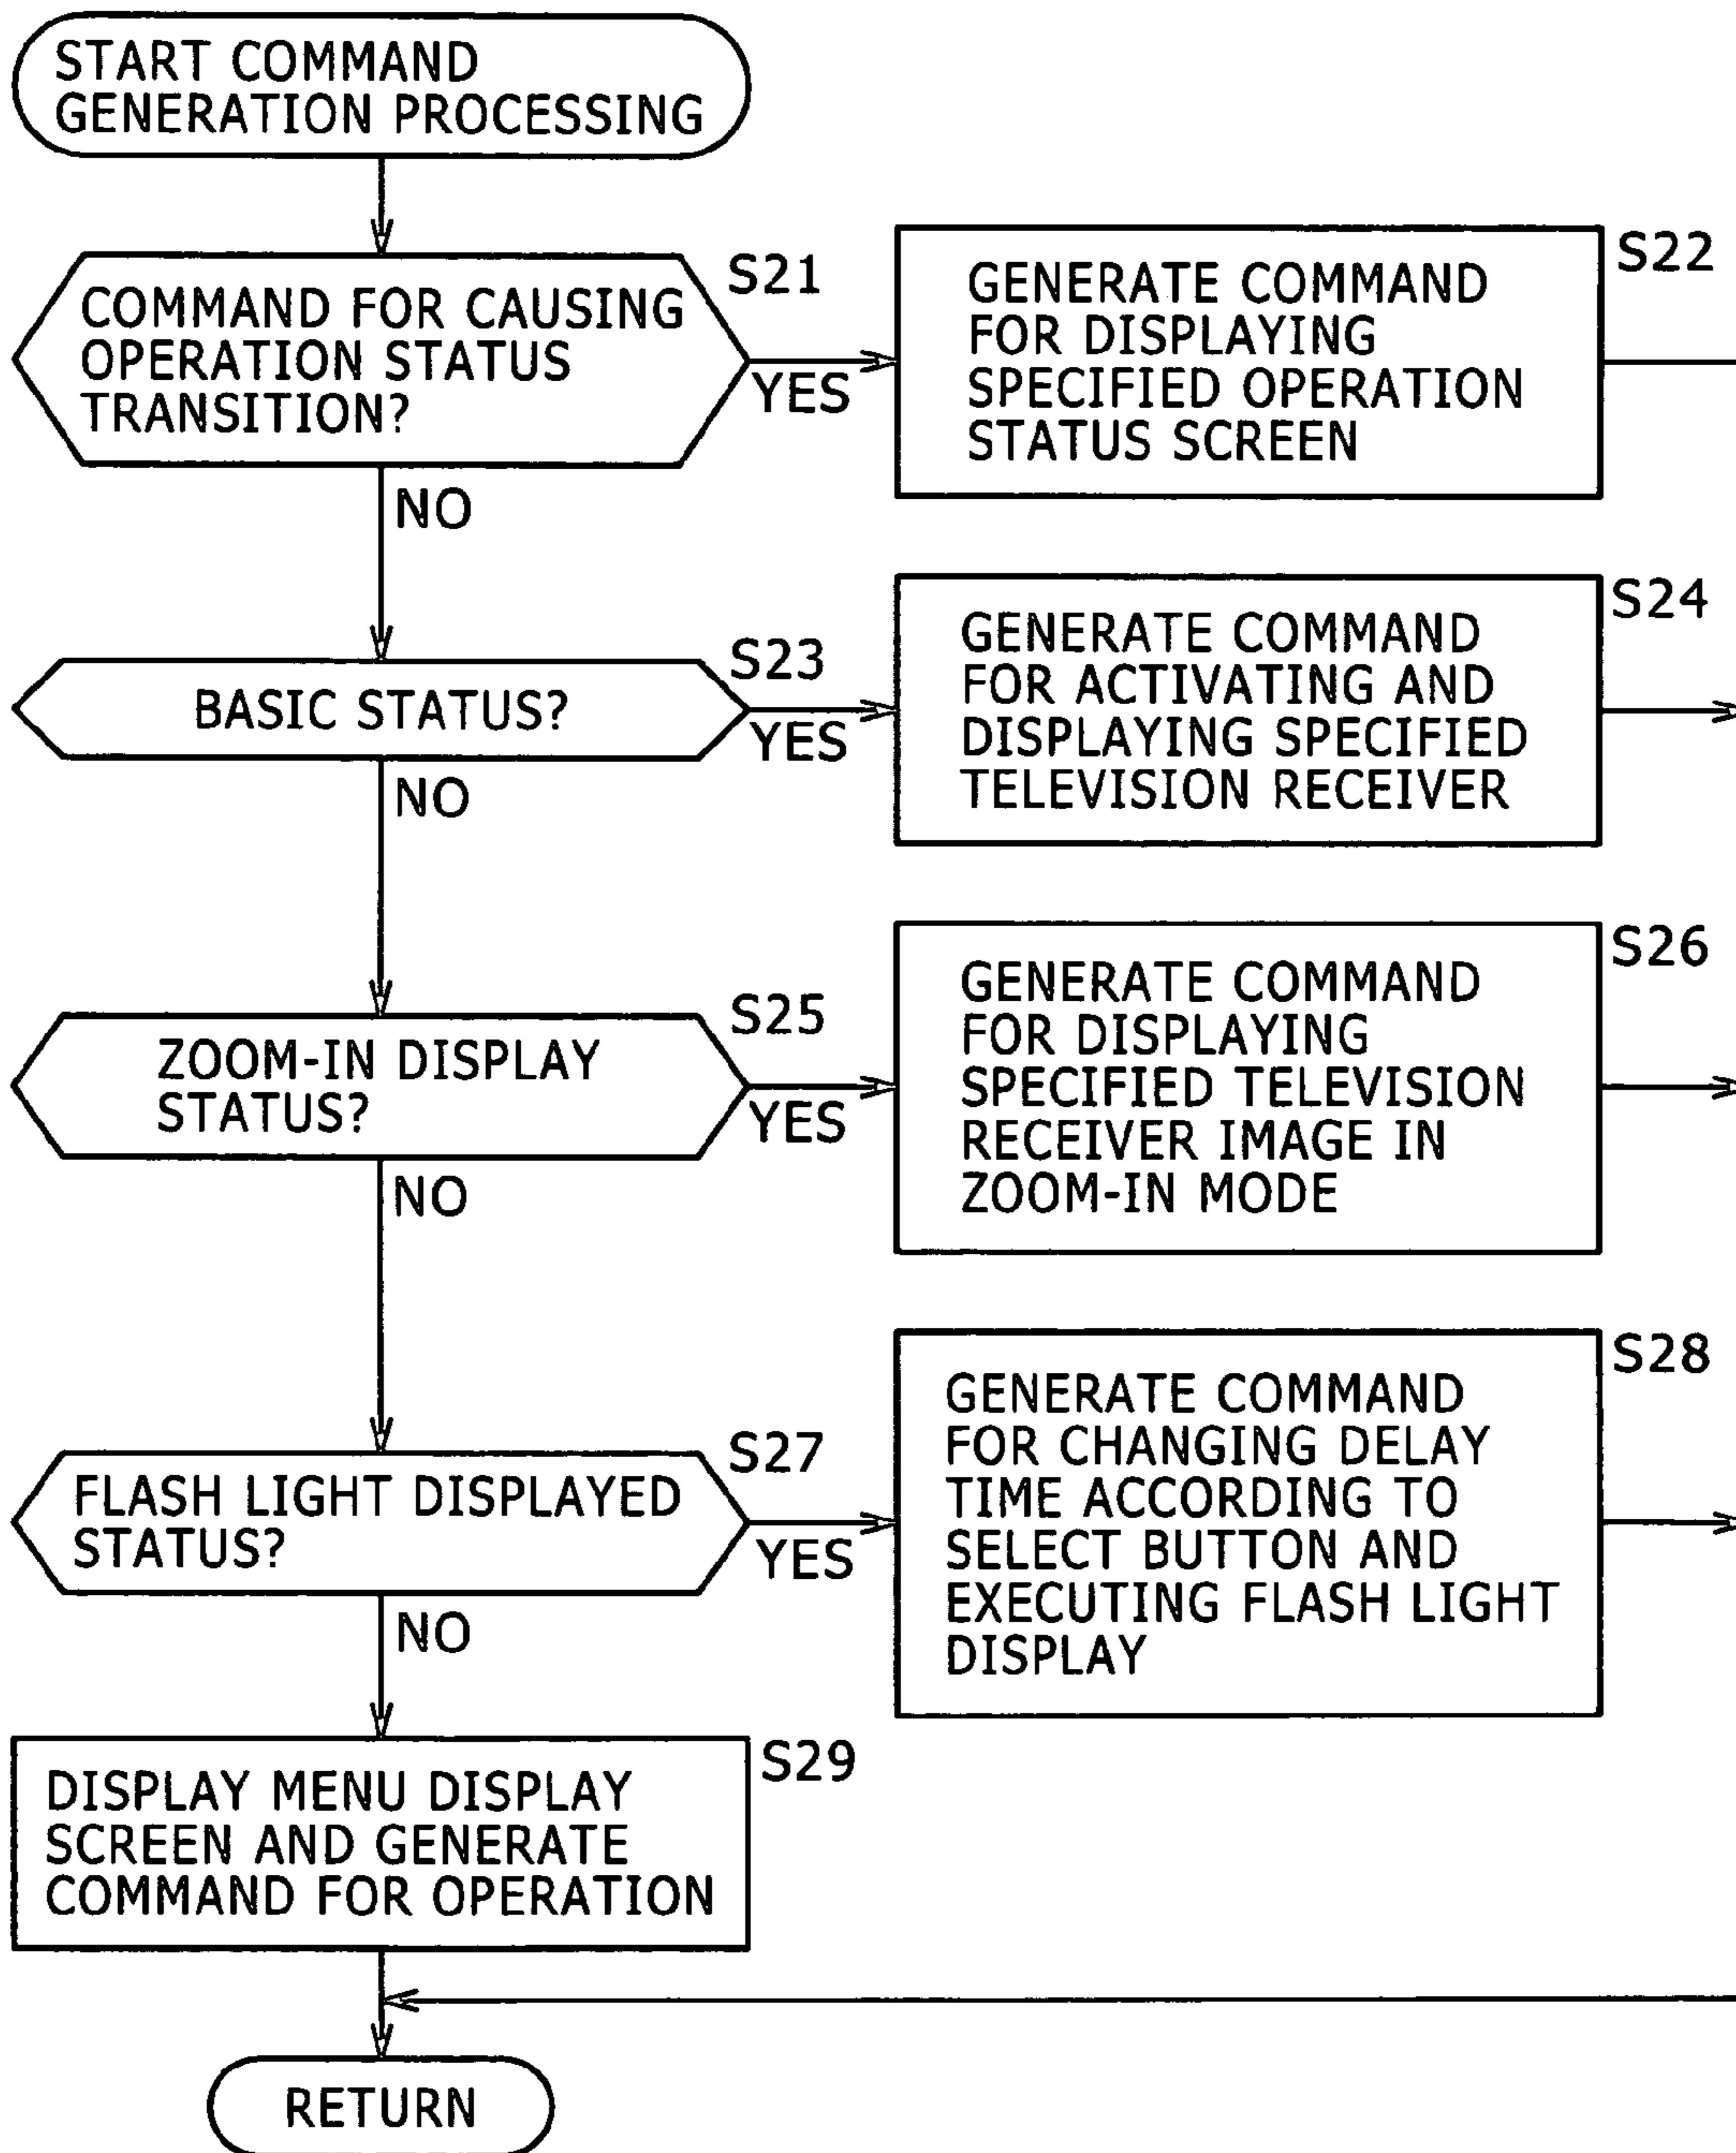 START COMMAND
GENERATION PROCESSING
S21
COMMAND FOR CAUSING
OPERATION STATUS
TRANSITION?
YES
NO
S22
GENERATE COMMAND
FOR DISPLAYING
SPECIFIED OPERATION
STATUS SCREEN
S23
BASIC STATUS?
YES
NO
S24
GENERATE COMMAND
FOR ACTIVATING AND
DISPLAYING SPECIFIED
TELEVISION RECEIVER
S25
ZOOM-IN DISPLAY
STATUS?
YES
NO
S26
GENERATE COMMAND
FOR DISPLAYING
SPECIFIED TELEVISION
RECEIVER IMAGE IN
ZOOM-IN MODE
S27
FLASH LIGHT DISPLAYED
STATUS?
YES
NO
S28
GENERATE COMMAND
FOR CHANGING DELAY
TIME ACCORDING TO
SELECT BUTTON AND
EXECUTING FLASH LIGHT
DISPLAY
S29
DISPLAY MENU DISPLAY
SCREEN AND GENERATE
COMMAND FOR OPERATION
RETURN